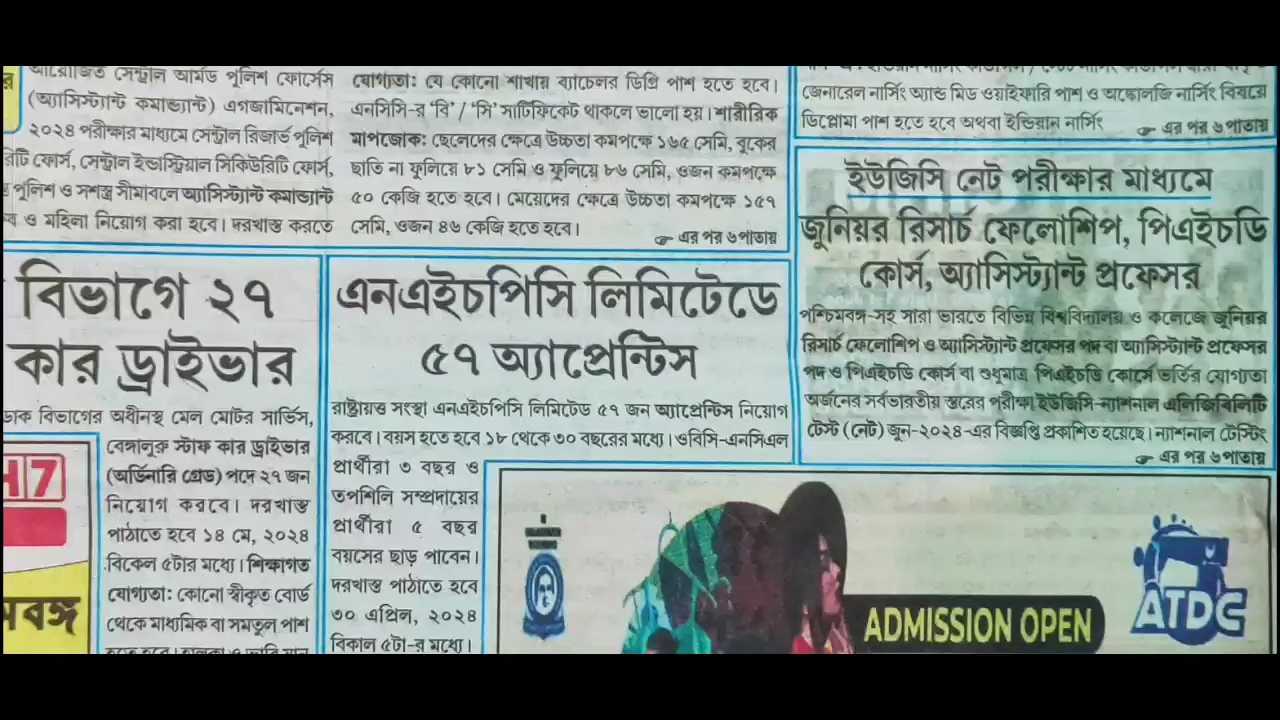 আয়োজিত সেন্ট্রাল আর্মড পুলিশ ফোর্সেস
(অ্যাসিস্ট্যান্ট কমান্ড্যান্ট) এগজামিনেশন,
২০২৪ পরীক্ষার মাধ্যমে সেন্ট্রাল রিজার্ভ পুলিশ
রিটি ফোর্স, সেন্ট্রাল ইন্ডাস্ট্রিয়াল সিকিউরিটি ফোর্স,
পুলিশ ও সশস্ত্র সীমাবলে অ্যাসিস্ট্যান্ট কমান্ড্যান্ট
ও মহিলা নিয়োগ করা হবে। দরখাস্ত করতে
যোগ্যতা: যে কোনো শাখায় ব্যাচেলর ডিগ্রি পাশ হতে হবে।
এনসিসি-র ‘বি’ / ‘সি’ সার্টিফিকেট থাকলে ভালো হয়। শারীরিক
মাপজোক: ছেলেদের ক্ষেত্রে উচ্চতা কমপক্ষে ১৬৫ সেমি, বুকের
ছাতি না ফুলিয়ে ৮১ সেমি ও ফুলিয়ে ৮৬ সেমি, ওজন কমপক্ষে
৫০ কেজি হতে হবে। মেয়েদের ক্ষেত্রে উচ্চতা কমপক্ষে ১৫৭
সেমি, ওজন ৪৬ কেজি হতে হবে।
☞ এর পর ৬ পাতায়
জেনারেল নার্সিং অ্যান্ড মিড ওয়াইফারি পাশ ও অঙ্কোলজি নার্সিং বিষয়ে
ডিপ্লোমা পাশ হতে হবে অথবা ইন্ডিয়ান নার্সিং
☞ এর পর ৬ পাতায়
বিভাগে ২৭
কার ড্রাইভার
ডাক বিভাগের অধীনস্থ মেল মোটর সার্ভিস,
বেঙ্গালুরু স্টাফ কার ড্রাইভার
(অর্ডিনারি গ্রেড) পদে ২৭ জন
নিয়োগ করবে। দরখাস্ত
পাঠাতে হবে ১৪ মে, ২০২৪
বিকেল ৫টার মধ্যে। শিক্ষাগত
যোগ্যতা: কোনো স্বীকৃত বোর্ড
থেকে মাধ্যমিক বা সমতুল পাশ
H7
বঙ্গ
এনএইচপিসি লিমিটেডে
৫৭ অ্যাপ্রেন্টিস
রাষ্ট্রায়ত্ত সংস্থা এনএইচপিসি লিমিটেড ৫৭ জন অ্যাপ্রেন্টিস নিয়োগ
করবে। বয়স হতে হবে ১৮ থেকে ৩০ বছরের মধ্যে। ওবিসি-এনসিএল
প্রার্থীরা ৩ বছর ও
তপশিলি সম্প্রদায়ের
প্রার্থীরা ৫ বছর
বয়সের ছাড় পাবেন।
দরখাস্ত পাঠাতে হবে
৩০ এপ্রিল, ২০২৪
বিকাল ৫টা-র মধ্যে।
ইউজিসি নেট পরীক্ষার মাধ্যমে
জুনিয়র রিসার্চ ফেলোশিপ, পিএইচডি
কোর্স, অ্যাসিস্ট্যান্ট প্রফেসর
পশ্চিমবঙ্গ-সহ সারা ভারতে বিভিন্ন বিশ্ববিদ্যালয় ও কলেজে জুনিয়র
রিসার্চ ফেলোশিপ ও অ্যাসিস্ট্যান্ট প্রফেসর পদ বা অ্যাসিস্ট্যান্ট প্রফেসর
পদ ও পিএইচডি কোর্স বা শুধুমাত্র পিএইচডি কোর্সে ভর্তির যোগ্যতা
অর্জনের সর্বভারতীয় স্তরের পরীক্ষা ইউজিসি-ন্যাশনাল এলিজিবিলিটি
টেস্ট (নেট) জুন-২০২৪-এর বিজ্ঞপ্তি প্রকাশিত হয়েছে। ন্যাশনাল টেস্টিং
☞ এর পর ৬ পাতায়
ADMISSION OPEN
ATDC